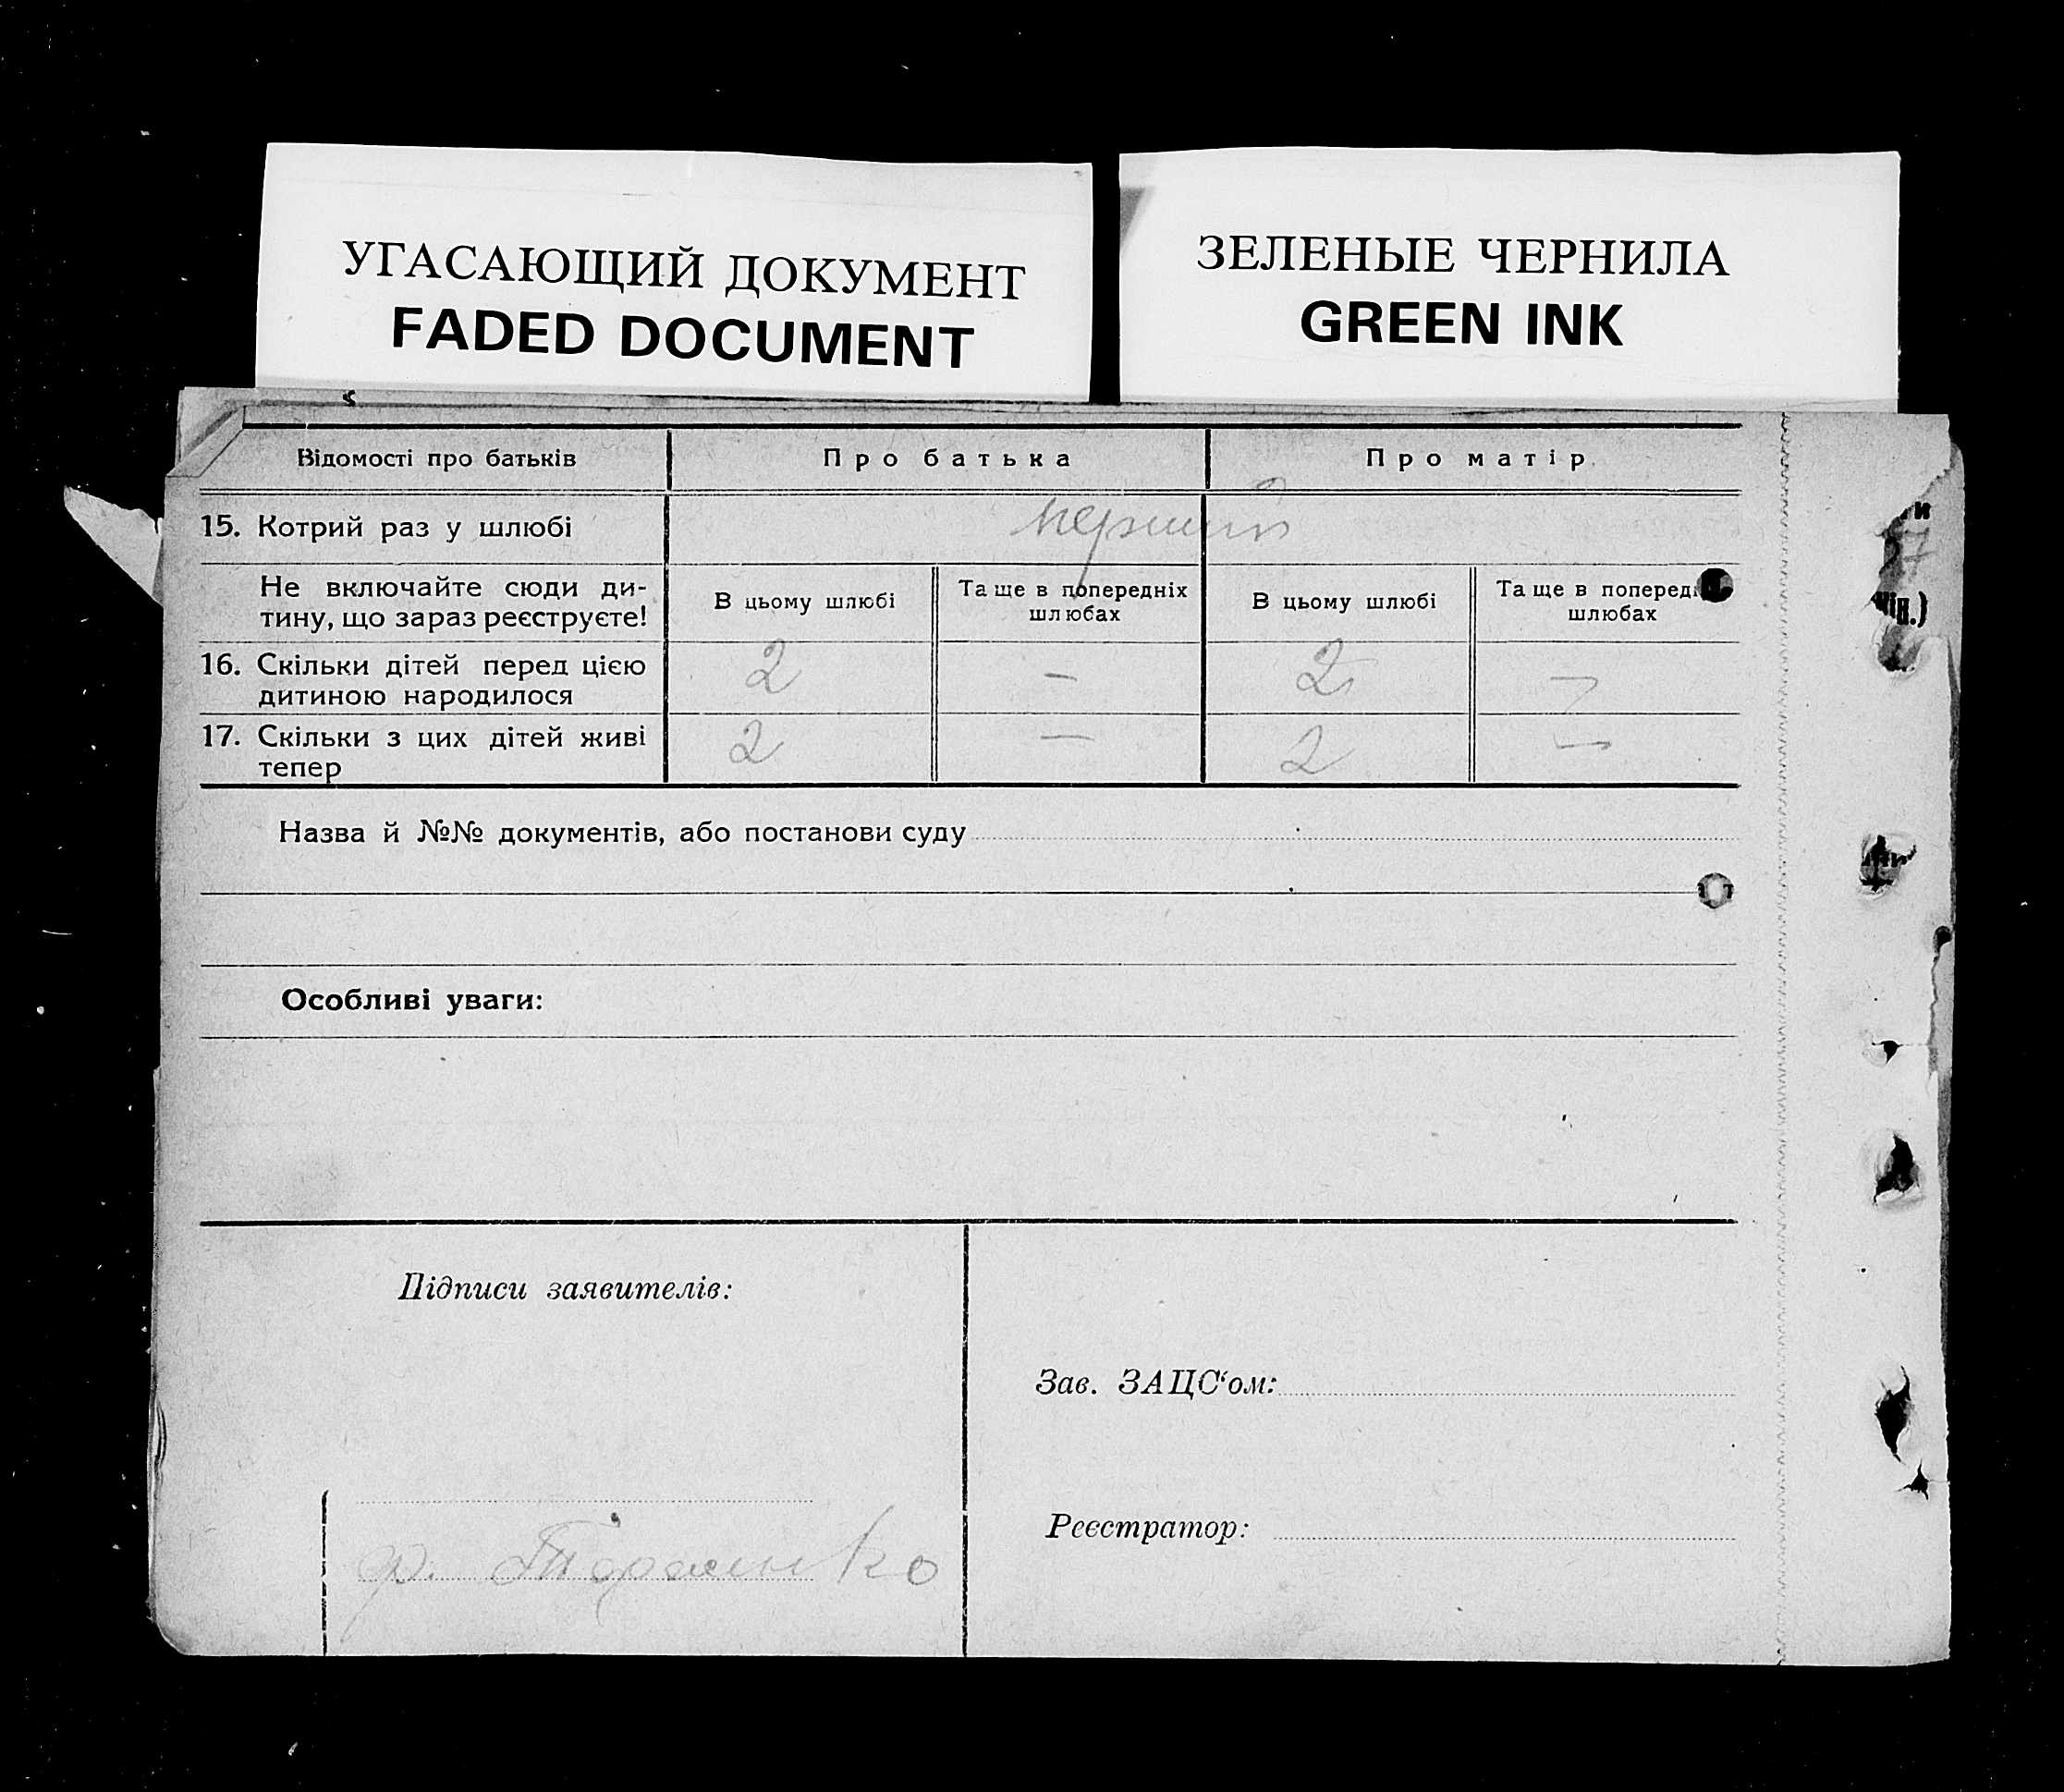 УГАСАЮЩИЙ ДОКУМЕНТ
FADED DOCUMENT
ЗЕЛЕНЫЕ ЧЕРНИЛА
GREEN INK
Відомості про батьків Про батька Про матір
15. Котрий раз у шлюбі перший
Не включайте сюди ди-
тину, що зараз реєструєте!
В цьому шлюбі
Та ще в попередніх
шлюбах
В цьому шлюбі
Та ще в
шлюбах
16. Скільки дітей перед цією
дитиною народилося
2 — 2 —
17. Скільки з цих дітей живі
тепер
2 — 2 —
Назва й №№ документів, або постанови суду
Особливі уваги:
Підписи заявителів:
Зав. ЗАЦС‘ом:
Реєстратор: